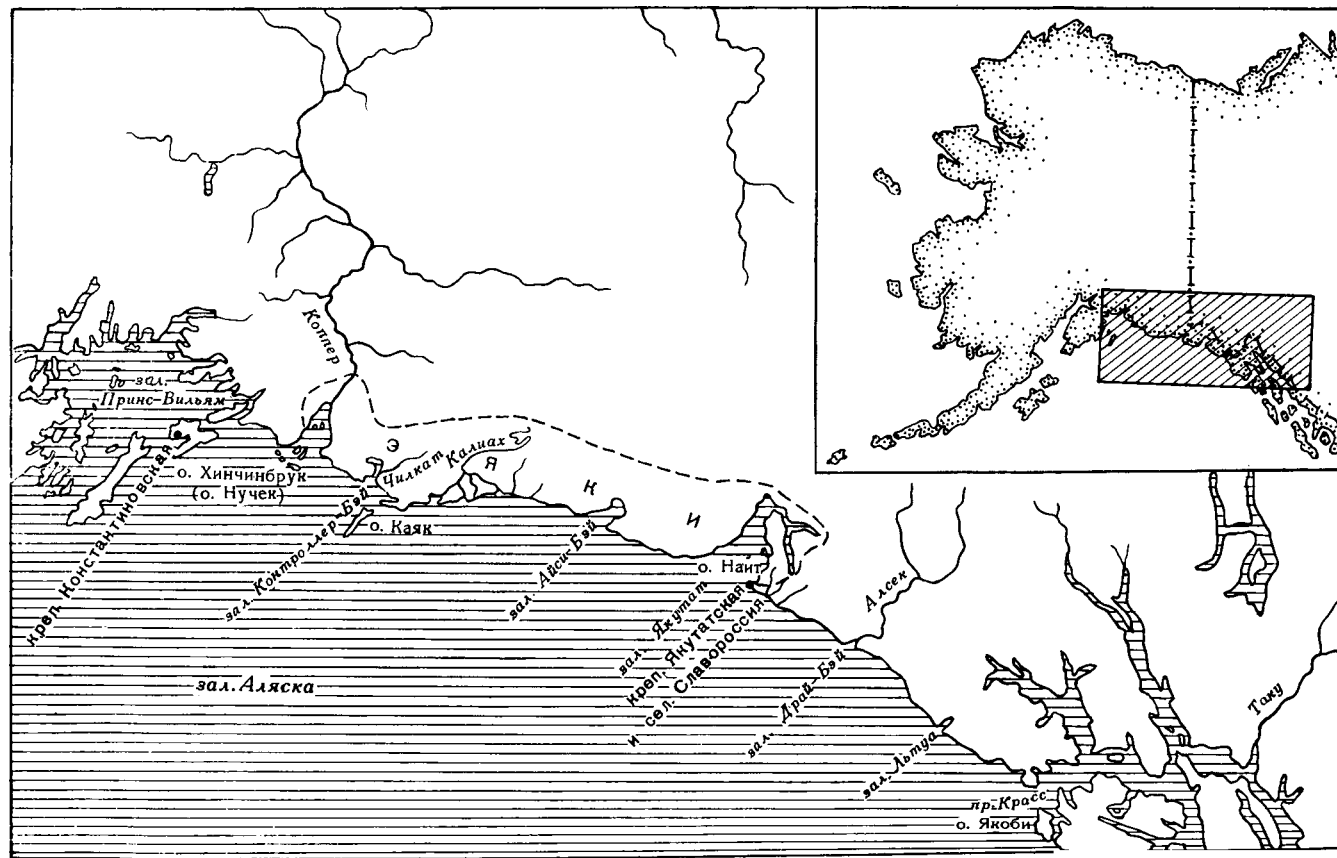 Коппер
зал.
Принс-Вильям
о. Хинчинбрук
(о. Нучек)
креп. Константиновская
Э Я К И
Чилкат
Калиах
зал. Контроллер-Бэй
о. Каяк
зал. Айси-Бэй
о. Найт
зал. Якутат
креп. Якутатская
и сел. Славороссия
Алсек
зал. Драй-Бэй
зал. Аляска
зал. Льтуа
Таку
пр. Красс
о. Якоби